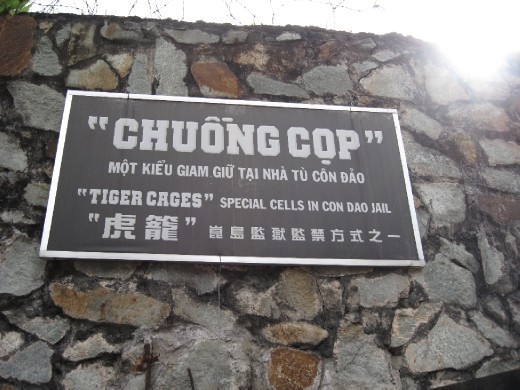 "CHUỒNG CỌP"
MỘT KIỂU GIAM GIỮ TẠI NHÀ TÙ CÔN ĐẢO
"TIGER CAGES" SPECIAL CELLS IN CON DAO JAIL
"虎籠" 崑島監獄監禁方式之一